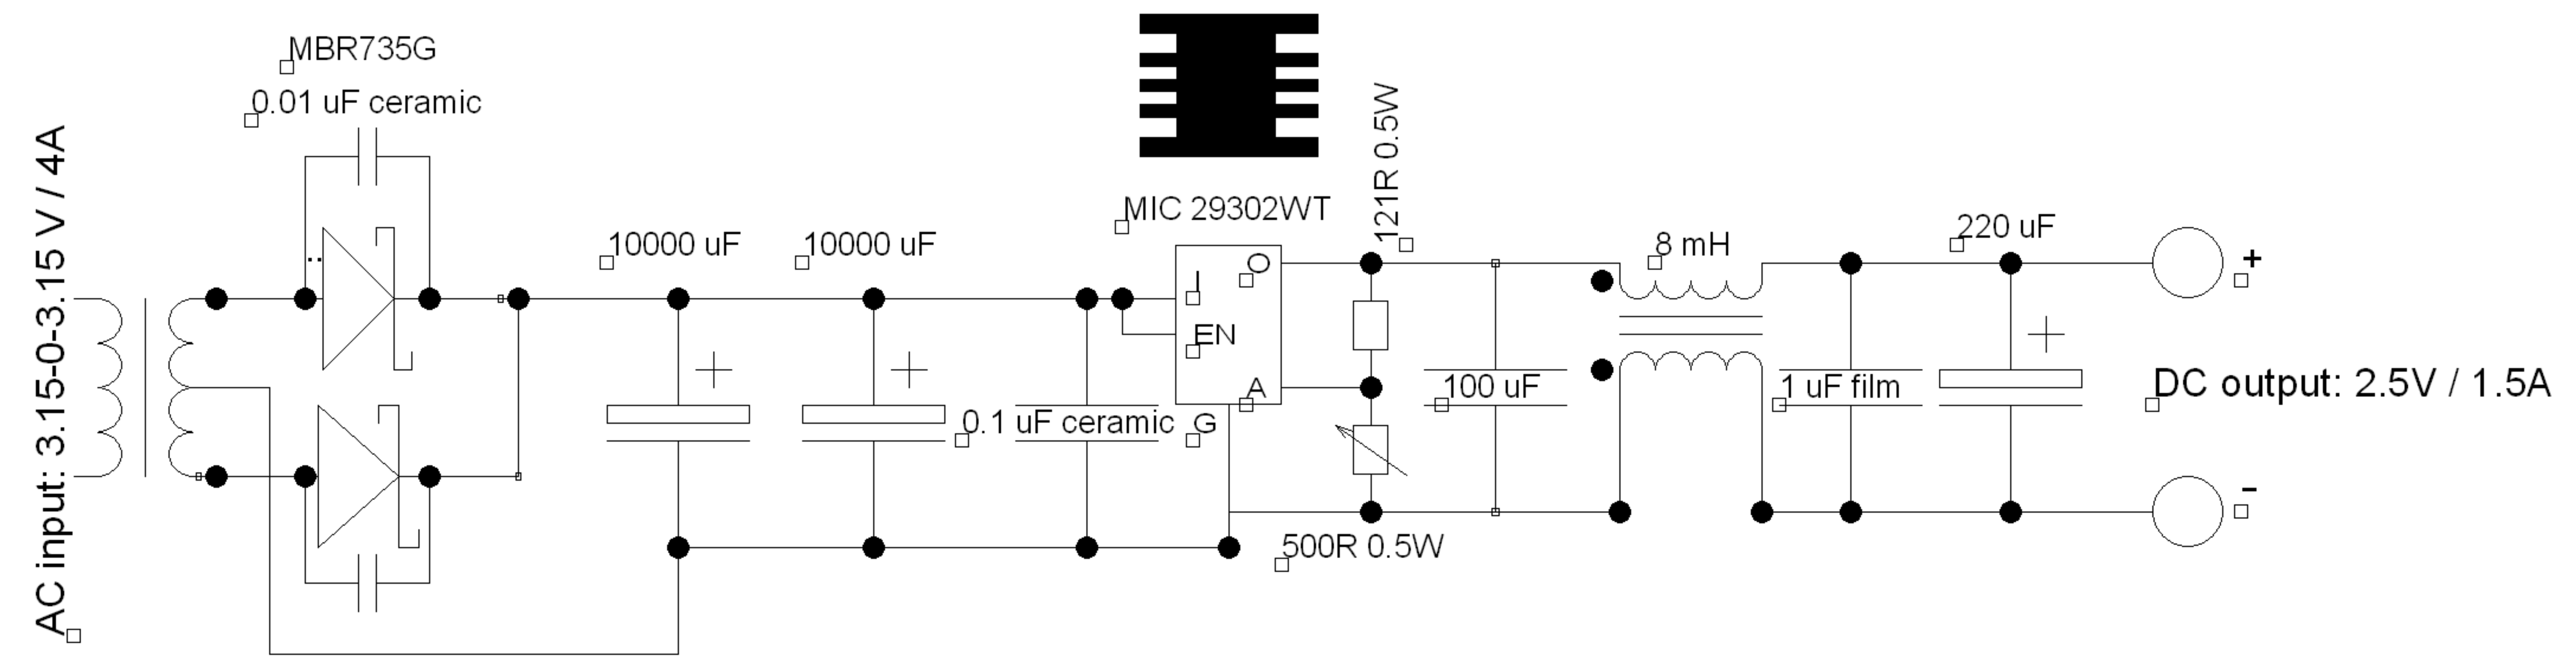 AC input: 3.15-0-3.15 V / 4A
MBR735G
0.01 uF ceramic
10000 uF
10000 uF
0.1 uF ceramic
MIC 29302WT
I
O
EN
A
G
121R 0.5W
500R 0.5W
100 uF
8 mH
1 uF film
220 uF
+
-
DC output: 2.5V / 1.5A